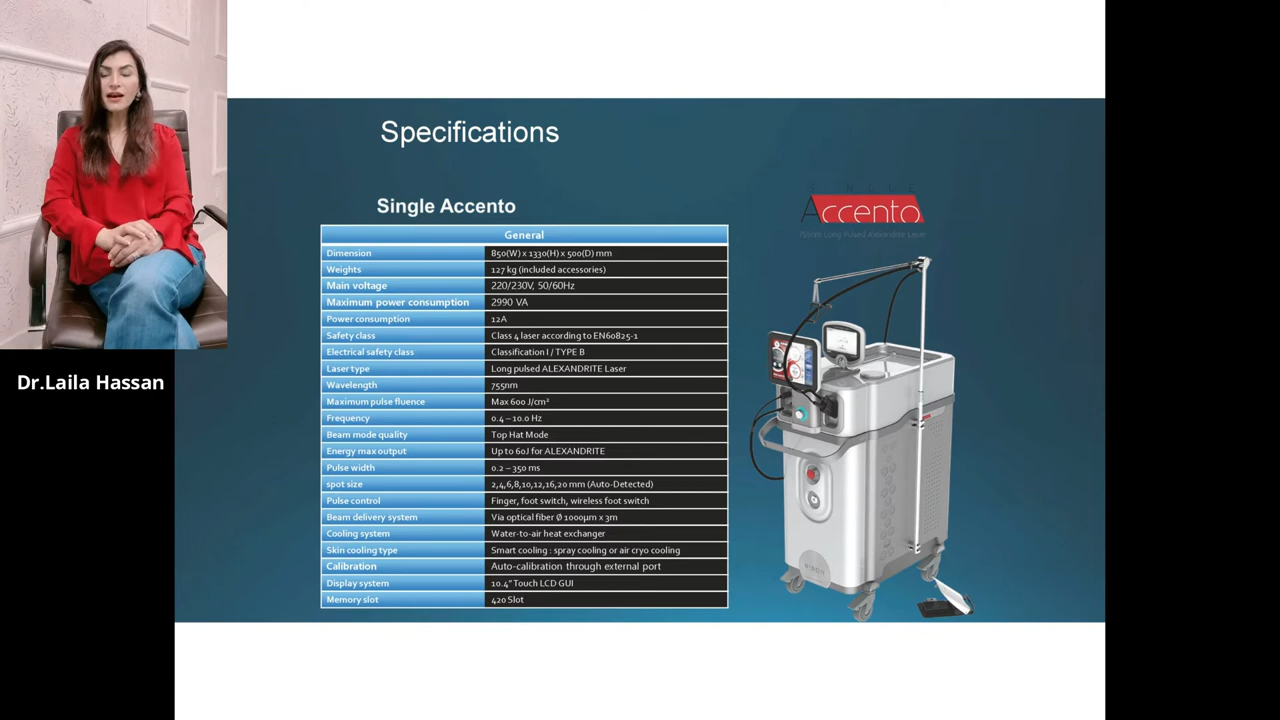 Specifications
SINGLE
Accento
755nm Long Pulsed Alexandrite Laser
Single Accento
General
Dimension 850(W) x 1330(H) x 500(D) mm
Weights 127 kg (included accessories)
Main voltage 220/230V, 50/60Hz
Maximum power consumption 2990 VA
Power consumption 12A
Safety class Class 4 laser according to EN60825-1
Electrical safety class Classification I / TYPE B
Laser type Long pulsed ALEXANDRITE Laser
Wavelength 755nm
Maximum pulse fluence Max 600 J/cm²
Frequency 0.4 – 10.0 Hz
Beam mode quality Top Hat Mode
Energy max output Up to 60J for ALEXANDRITE
Pulse width 0.2 – 350 ms
spot size 2,4,6,8,10,12,16,20 mm (Auto-Detected)
Pulse control Finger, foot switch, wireless foot switch
Beam delivery system Via optical fiber Ø 1000µm x 3m
Cooling system Water-to-air heat exchanger
Skin cooling type Smart cooling : spray cooling or air cryo cooling
Calibration Auto-calibration through external port
Display system 10.4" Touch LCD GUI
Memory slot 420 Slot
Dr.Laila Hassan